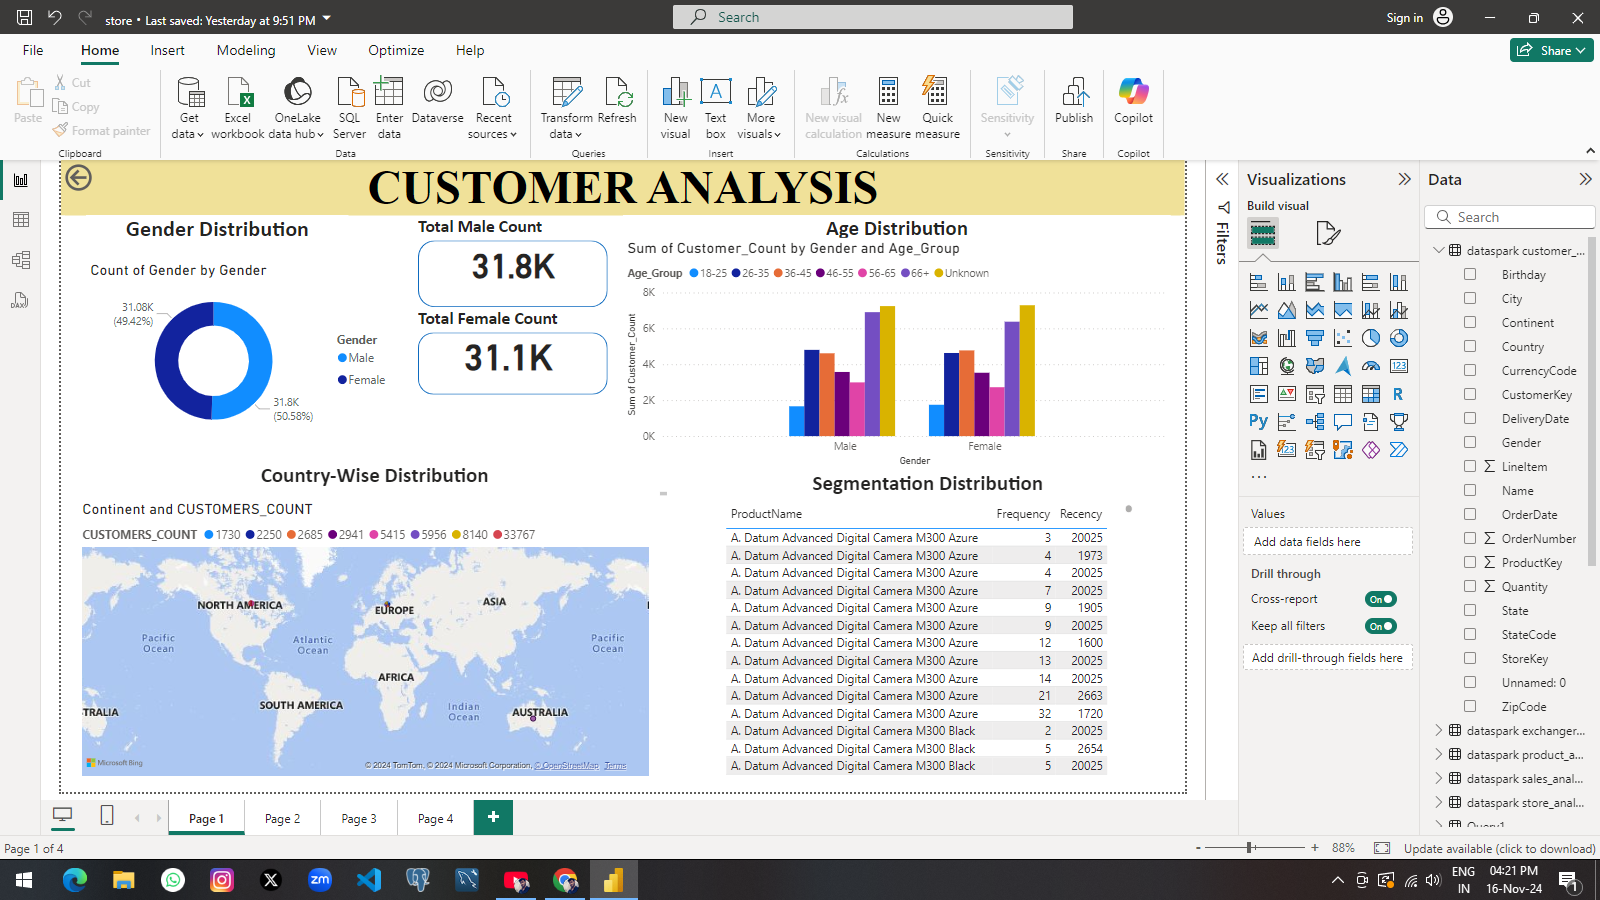 store • Last saved: Yesterday at 9:51 PM
Search
Sign in
File Home Insert Modeling View Optimize Help
Share
Paste
Cut
Copy
Format painter
Clipboard
Get data
Excel workbook
OneLake data hub
SQL Server
Enter data
Dataverse
Recent sources
Data
Transform data
Refresh
Queries
New visual
Text box
More visuals
Insert
New visual calculation
New measure
Quick measure
Calculations
Sensitivity
Sensitivity
Publish
Share
Copilot
Copilot
CUSTOMER ANALYSIS
Gender Distribution
Count of Gender by Gender
31.08K
(49.42%)
31.8K
(50.58%)
Gender
Male
Female
Total Male Count
31.8K
Total Female Count
31.1K
Age Distribution
Sum of Customer_Count by Gender and Age_Group
Age_Group 18-25 26-35 36-45 46-55 56-65 66+ Unknown
8K
6K
4K
2K
0K
Sum of Customer_Count
Male Female
Gender
Country-Wise Distribution
Continent and CUSTOMERS_COUNT
CUSTOMERS_COUNT 1730 2250 2685 2941 5415 5956 8140 33767
NORTH AMERICA
EUROPE
ASIA
Pacific Ocean
Atlantic Ocean
Pacific Ocean
AFRICA
SOUTH AMERICA
Indian Ocean
TRALIA
AUSTRALIA
Microsoft Bing
© 2024 TomTom, © 2024 Microsoft Corporation, © OpenStreetMap Terms
Segmentation Distribution
ProductName Frequency Recency
A. Datum Advanced Digital Camera M300 Azure 3 20025
A. Datum Advanced Digital Camera M300 Azure 4 1973
A. Datum Advanced Digital Camera M300 Azure 4 20025
A. Datum Advanced Digital Camera M300 Azure 7 20025
A. Datum Advanced Digital Camera M300 Azure 9 1905
A. Datum Advanced Digital Camera M300 Azure 9 20025
A. Datum Advanced Digital Camera M300 Azure 12 1600
A. Datum Advanced Digital Camera M300 Azure 13 20025
A. Datum Advanced Digital Camera M300 Azure 14 20025
A. Datum Advanced Digital Camera M300 Azure 21 2663
A. Datum Advanced Digital Camera M300 Azure 32 1720
A. Datum Advanced Digital Camera M300 Black 2 20025
A. Datum Advanced Digital Camera M300 Black 5 2654
A. Datum Advanced Digital Camera M300 Black 5 20025
Filters
Visualizations
Build visual
123
R
Py
123
...
Values
Add data fields here
Drill through
Cross-report On
Keep all filters On
Add drill-through fields here
Data
Search
dataspark customer_...
Birthday
City
Continent
Country
CurrencyCode
CustomerKey
DeliveryDate
Gender
∑ LineItem
Name
OrderDate
∑ OrderNumber
∑ ProductKey
∑ Quantity
State
StateCode
StoreKey
Unnamed: 0
ZipCode
dataspark exchanger...
dataspark product_a...
dataspark sales_anal...
dataspark store_anal...
Query1
Page 1 Page 2 Page 3 Page 4 +
Page 1 of 4
- + 88%
Update available (click to download)
zm
ENG
IN
04:21 PM
16-Nov-24
1